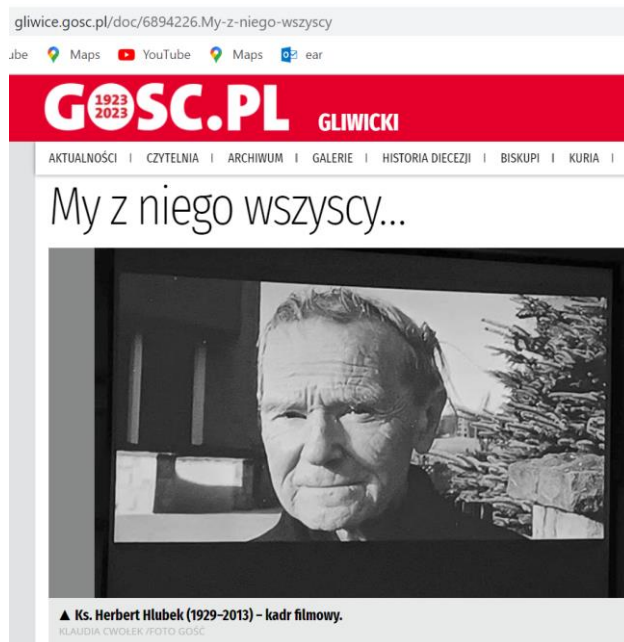 gliwice.gosc.pl/doc/6894226.My-z-niego-wszyscy
ube Maps YouTube Maps ear
GOSC.PL GLIWICKI
1923
2023
AKTUALNOŚCI | CZYTELNIA | ARCHIWUM | GALERIE | HISTORIA DIECEZJI | BISKUPI | KURIA |
My z niego wszyscy...
▲ Ks. Herbert Hlubek (1929–2013) – kadr filmowy.
KLAUDIA CWOŁEK /FOTO GOŚĆ